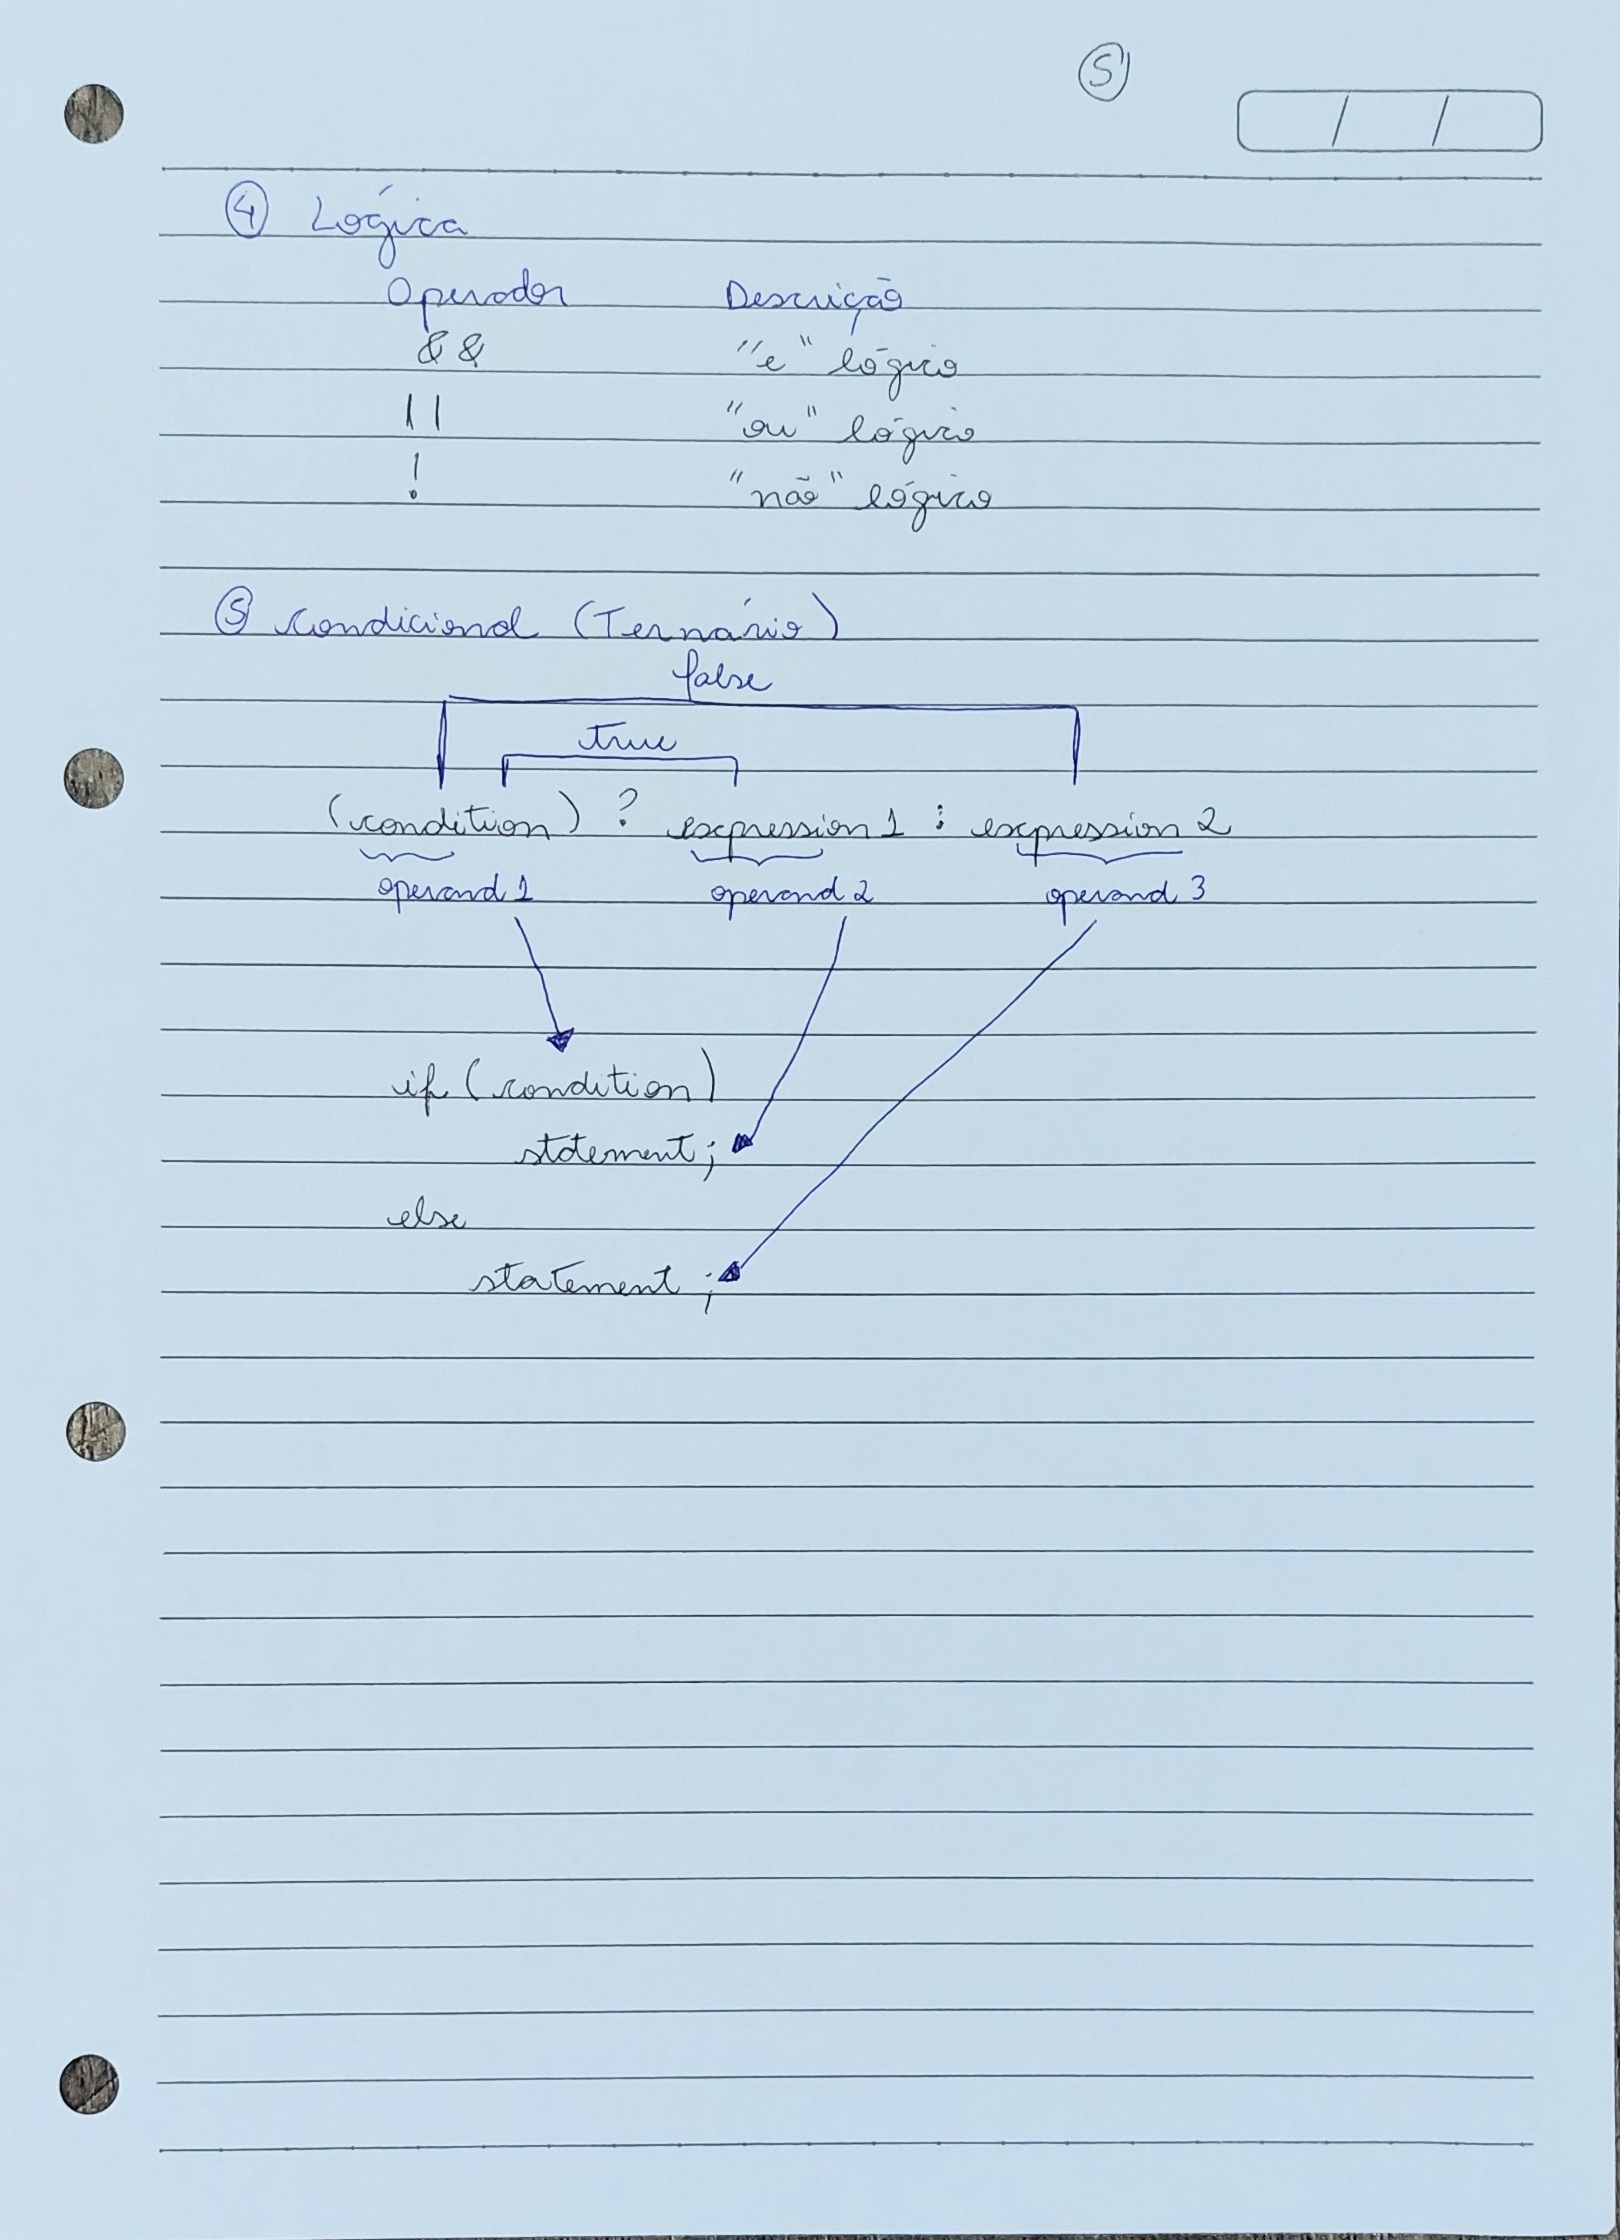 5
/ /
4 Lógica
Operador Descrição
&& "e" lógico
|| "ou" lógico
! "não" lógico
5 Condicional (Ternário)
false
true
(condition) ? expression 1 : expression 2
operand 1 operand 2 operand 3
if (condition)
statement;
else
statement;